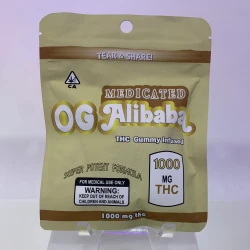 TEAR & SHARE!
MEDICATED
CA
OG Alibaba
THC Gummy Infused
SUPER POTENT FORMULA
1000
MG
THC
FOR MEDICAL USE ONLY
WARNING:
KEEP OUT OF REACH OF
CHILDREN AND ANIMALS
1000 mg THC